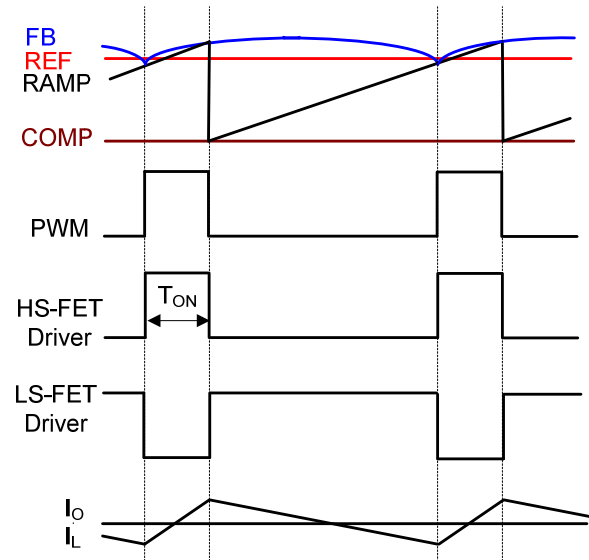 FB
REF
RAMP
COMP
PWM
HS-FET
Driver
TON
LS-FET
Driver
IO
IL